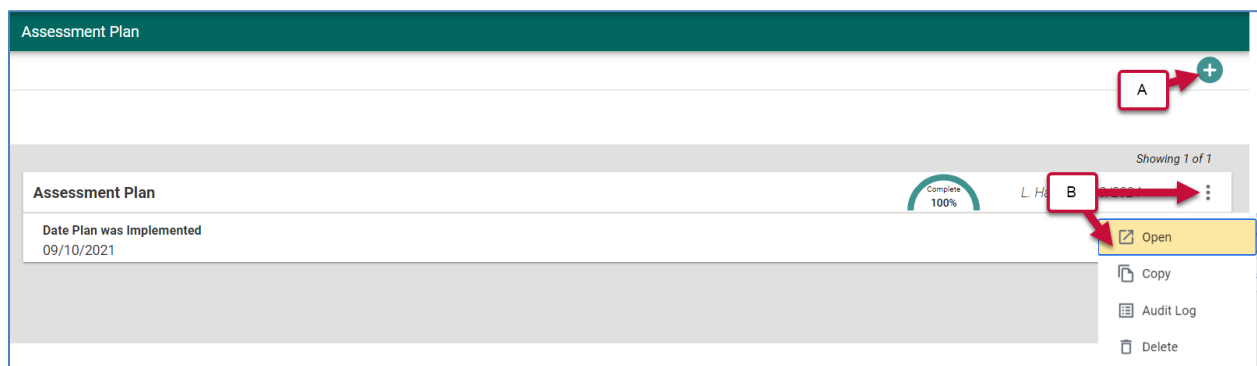 Assessment Plan
A
Showing 1 of 1
Assessment Plan
Complete
100%
L.
B
Date Plan was Implemented
09/10/2021
Open
Copy
Audit Log
Delete